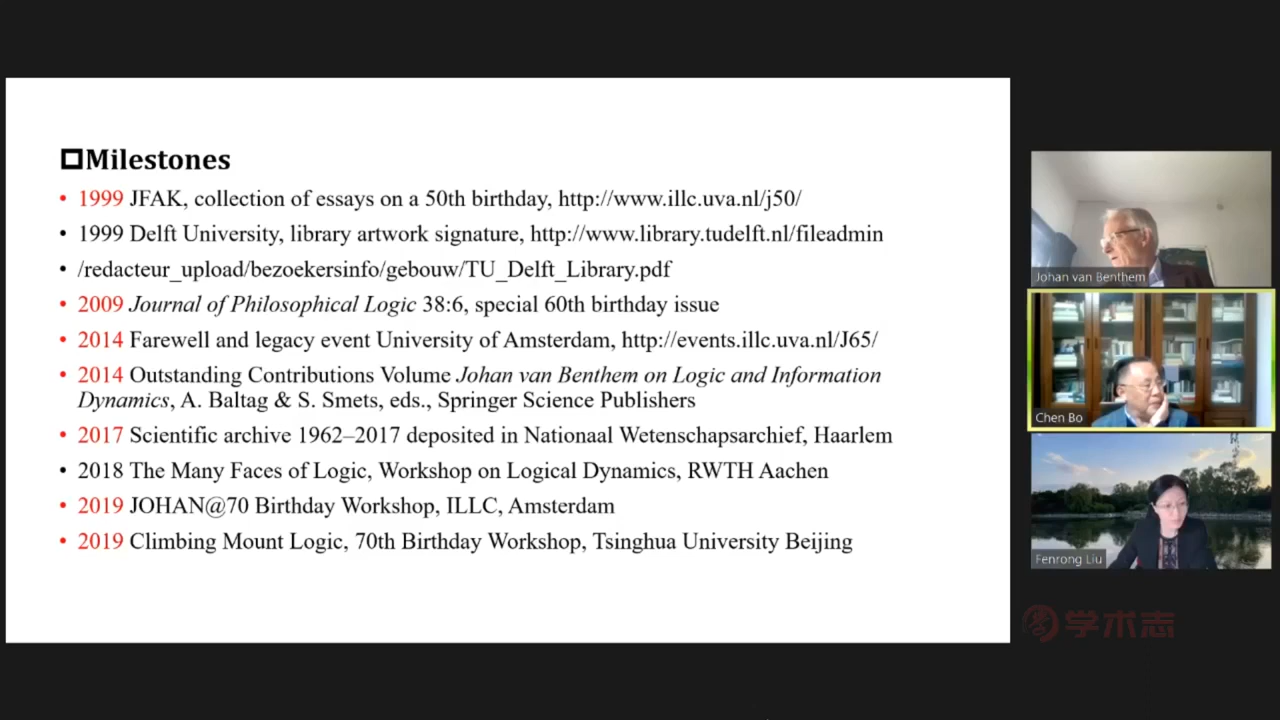 Milestones
• 1999 JFAK, collection of essays on a 50th birthday, http://www.illc.uva.nl/j50/
• 1999 Delft University, library artwork signature, http://www.library.tudelft.nl/fileadmin
• /redacteur_upload/bezoekersinfo/gebouw/TU_Delft_Library.pdf
• 2009 Journal of Philosophical Logic 38:6, special 60th birthday issue
• 2014 Farewell and legacy event University of Amsterdam, http://events.illc.uva.nl/J65/
• 2014 Outstanding Contributions Volume Johan van Benthem on Logic and Information
Dynamics, A. Baltag & S. Smets, eds., Springer Science Publishers
• 2017 Scientific archive 1962–2017 deposited in Nationaal Wetenschapsarchief, Haarlem
• 2018 The Many Faces of Logic, Workshop on Logical Dynamics, RWTH Aachen
• 2019 JOHAN@70 Birthday Workshop, ILLC, Amsterdam
• 2019 Climbing Mount Logic, 70th Birthday Workshop, Tsinghua University Beijing
Johan van Benthem
Chen Bo
Fenrong Liu
学术志